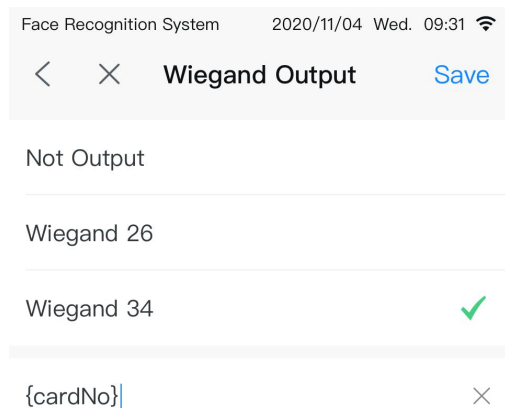 Face Recognition System 2020/11/04 Wed. 09:31
Wiegand Output Save
Not Output
Wiegand 26
Wiegand 34
{cardNo}